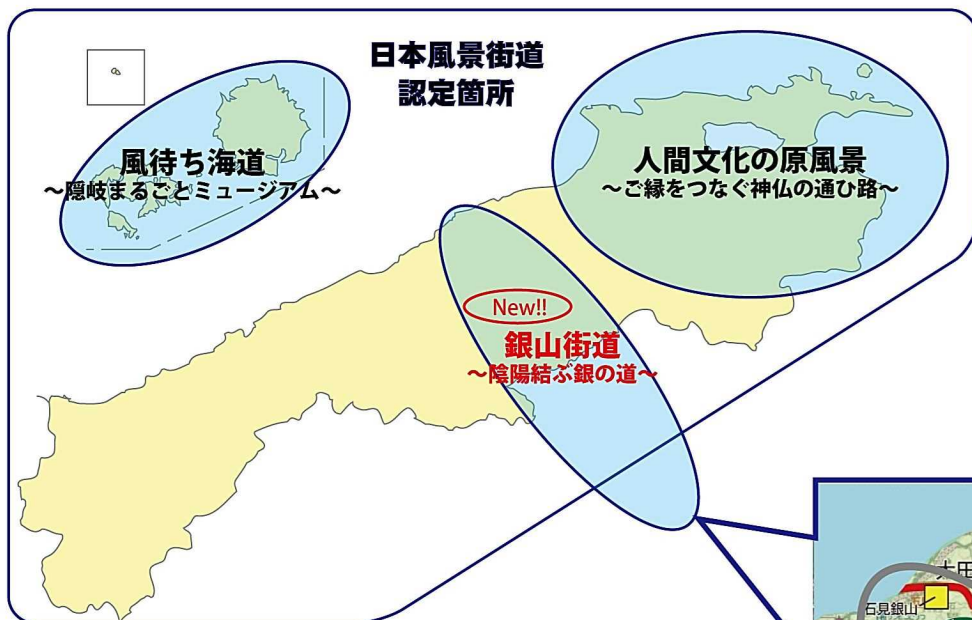 日本風景街道
認定箇所
風待ち海道
～隠岐まるごとミュージアム～
人間文化の原風景
～ご縁をつなぐ神仏の通ひ路～
New!!
銀山街道
～陰陽結ぶ銀の道～
大田
石見銀山